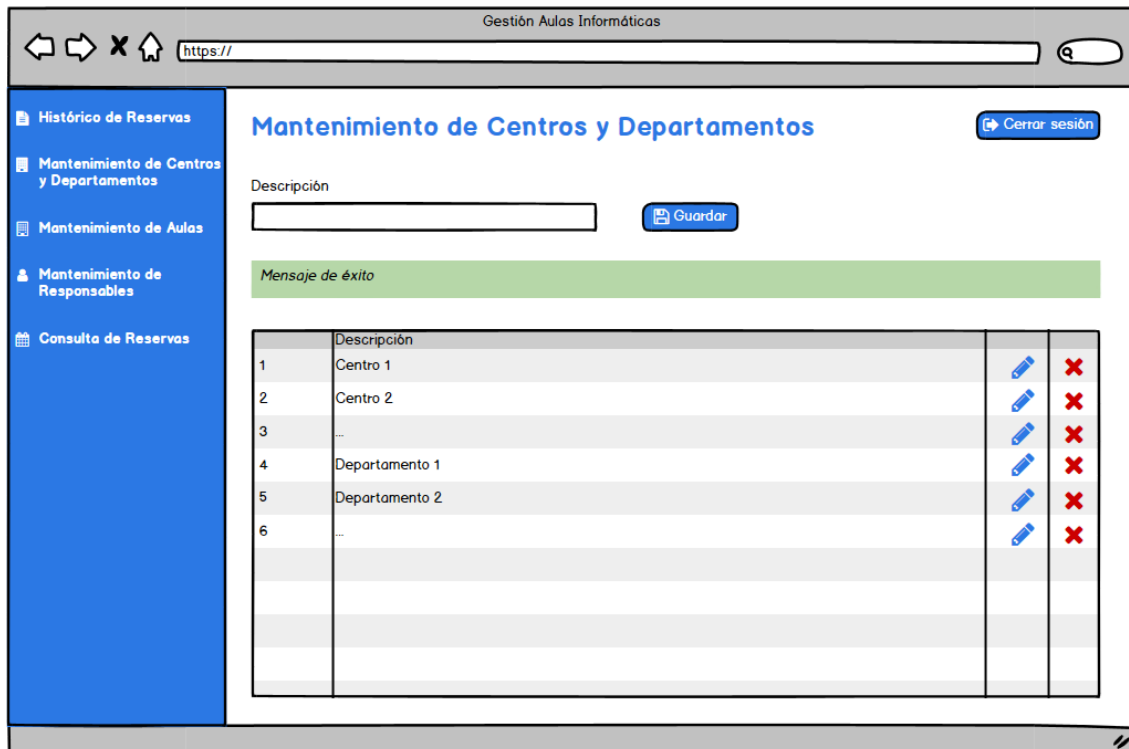 Gestión Aulas Informáticas
https://
Histórico de Reservas
Mantenimiento de Centros
y Departamentos
Mantenimiento de Aulas
Mantenimiento de
Responsables
Consulta de Reservas
Mantenimiento de Centros y Departamentos
Cerrar sesión
Descripción
Guardar
Mensaje de éxito
Descripción
1 Centro 1
2 Centro 2
3 ...
4 Departamento 1
5 Departamento 2
6 ...